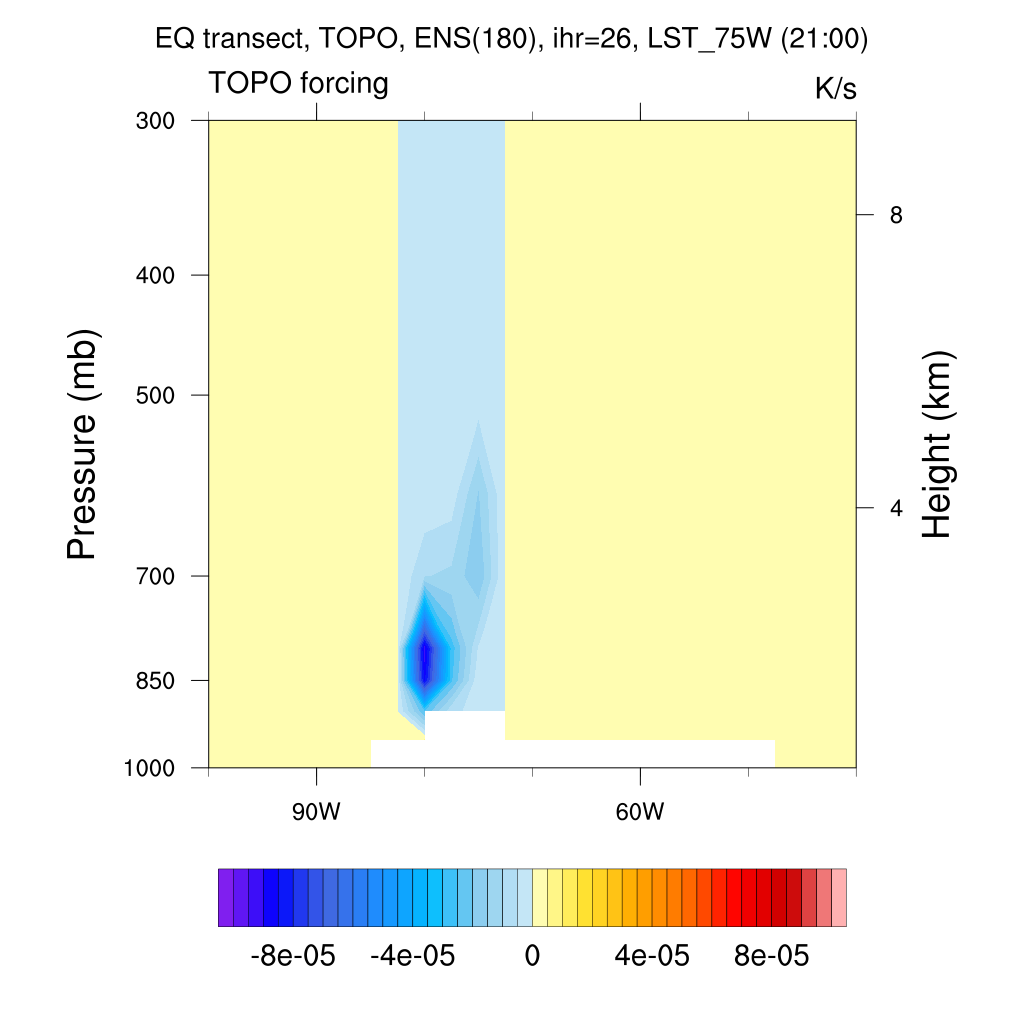 EQ transect, TOPO, ENS(180), ihr=26, LST_75W (21:00)
TOPO forcing
K/s
300
400
500
700
850
1000
Pressure (mb)
8
4
Height (km)
90W
60W
-8e-05
-4e-05
0
4e-05
8e-05